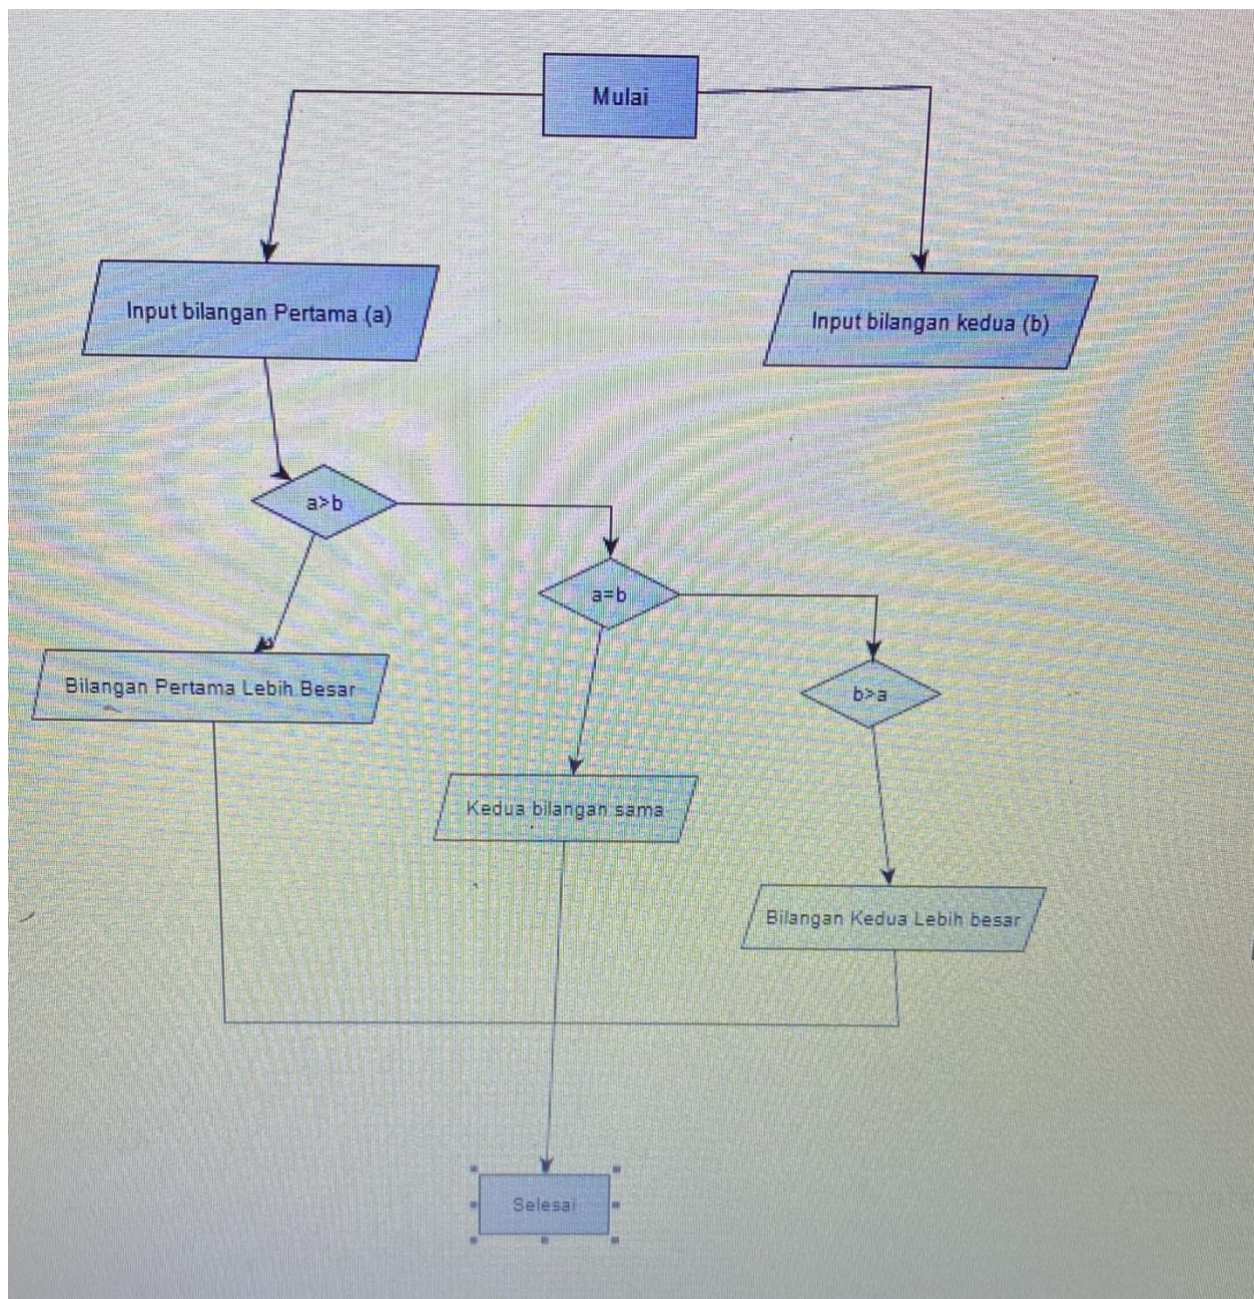 Mulai
Input bilangan Pertama (a)
Input bilangan kedua (b)
a>b
a=b
b>a
Bilangan Pertama Lebih Besar
Kedua bilangan sama
Bilangan Kedua Lebih besar
Selesai